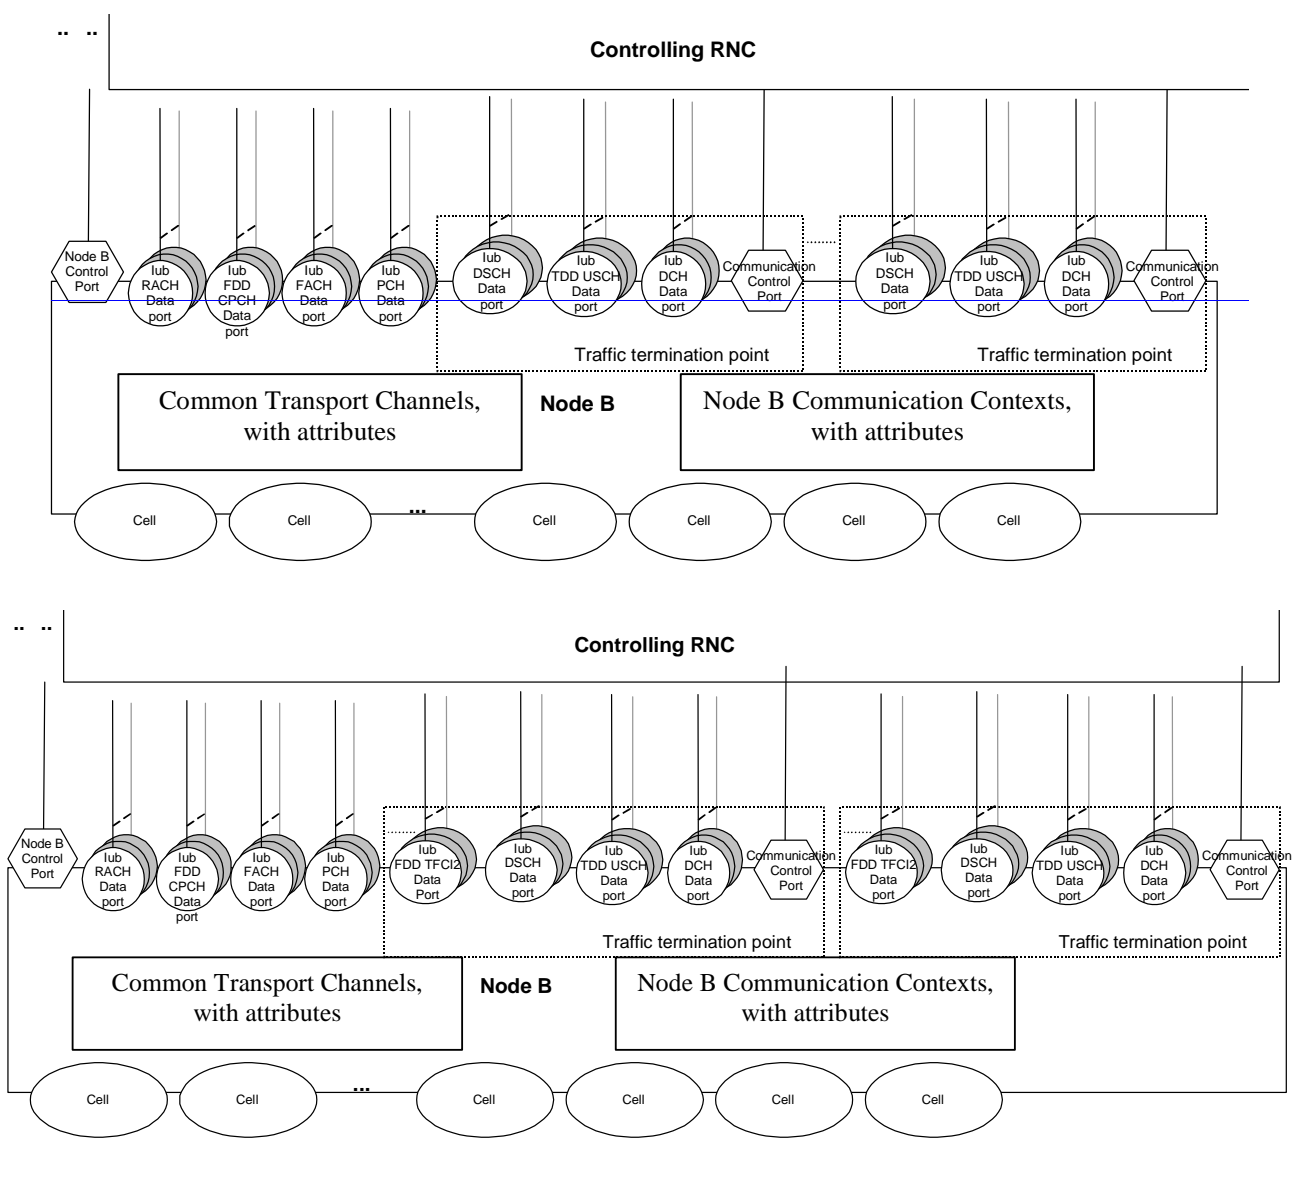 .. ..
Controlling RNC
Node B
Control
Port
Iub
RACH
Data
port
Iub
FDD
CPCH
Data
port
Iub
FACH
Data
port
Iub
PCH
Data
port
Iub
DSCH
Data
port
Iub
TDD USCH
Data
port
Iub
DCH
Data
port
Communication
Control
Port
........
Iub
DSCH
Data
port
Iub
TDD USCH
Data
port
Iub
DCH
Data
port
Communication
Control
Port
Traffic termination point
Traffic termination point
Common Transport Channels,
with attributes
Node B
Node B Communication Contexts,
with attributes
Cell
Cell
...
Cell
Cell
Cell
Cell
.. ..
Controlling RNC
Node B
Control
Port
Iub
RACH
Data
port
Iub
FDD
CPCH
Data
port
Iub
FACH
Data
port
Iub
PCH
Data
port
........
Iub
FDD TFCI2
Data
Port
Iub
DSCH
Data
port
Iub
TDD USCH
Data
port
Iub
DCH
Data
port
Communication
Control
Port
........
Iub
FDD TFCI2
Data
port
Iub
DSCH
Data
port
Iub
TDD USCH
Data
port
Iub
DCH
Data
port
Communication
Control
Port
Traffic termination point
Traffic termination point
Common Transport Channels,
with attributes
Node B
Node B Communication Contexts,
with attributes
Cell
Cell
...
Cell
Cell
Cell
Cell